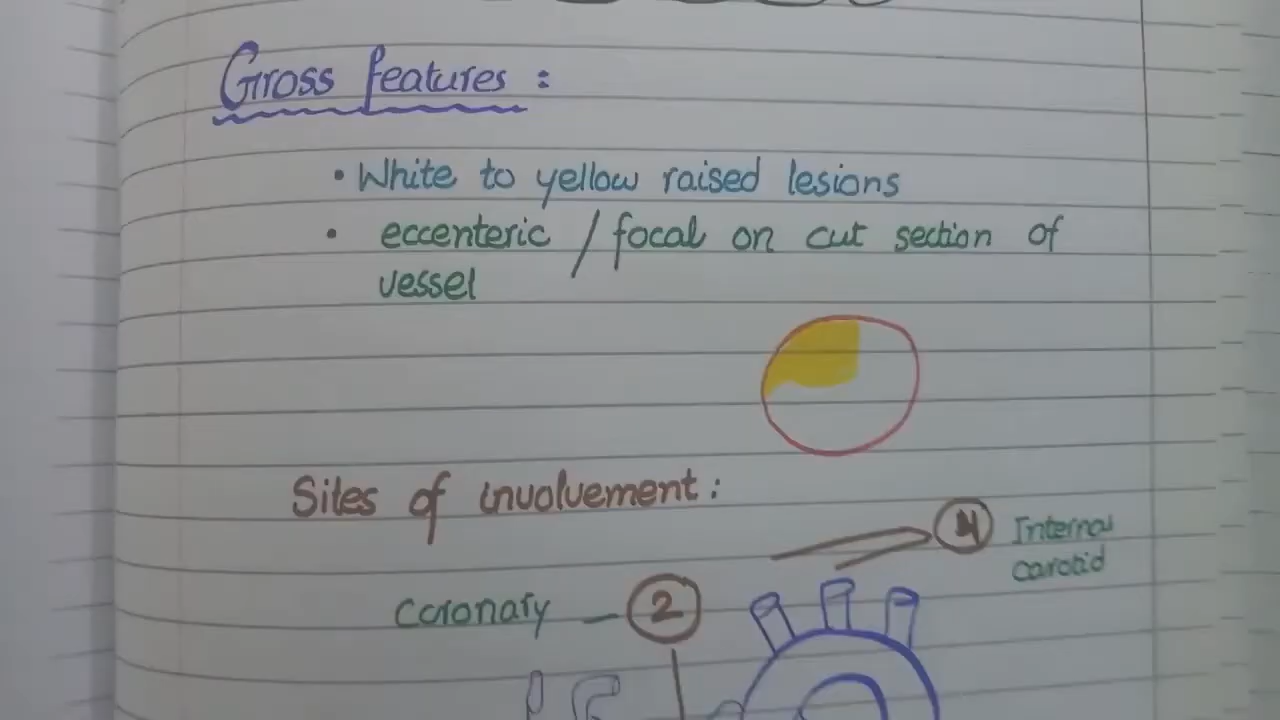 Gross features :
• White to yellow raised lesions
• eccenteric / focal on cut section of
vessel
Sites of involvement :
4 Internal
carotid
Coronary – 2